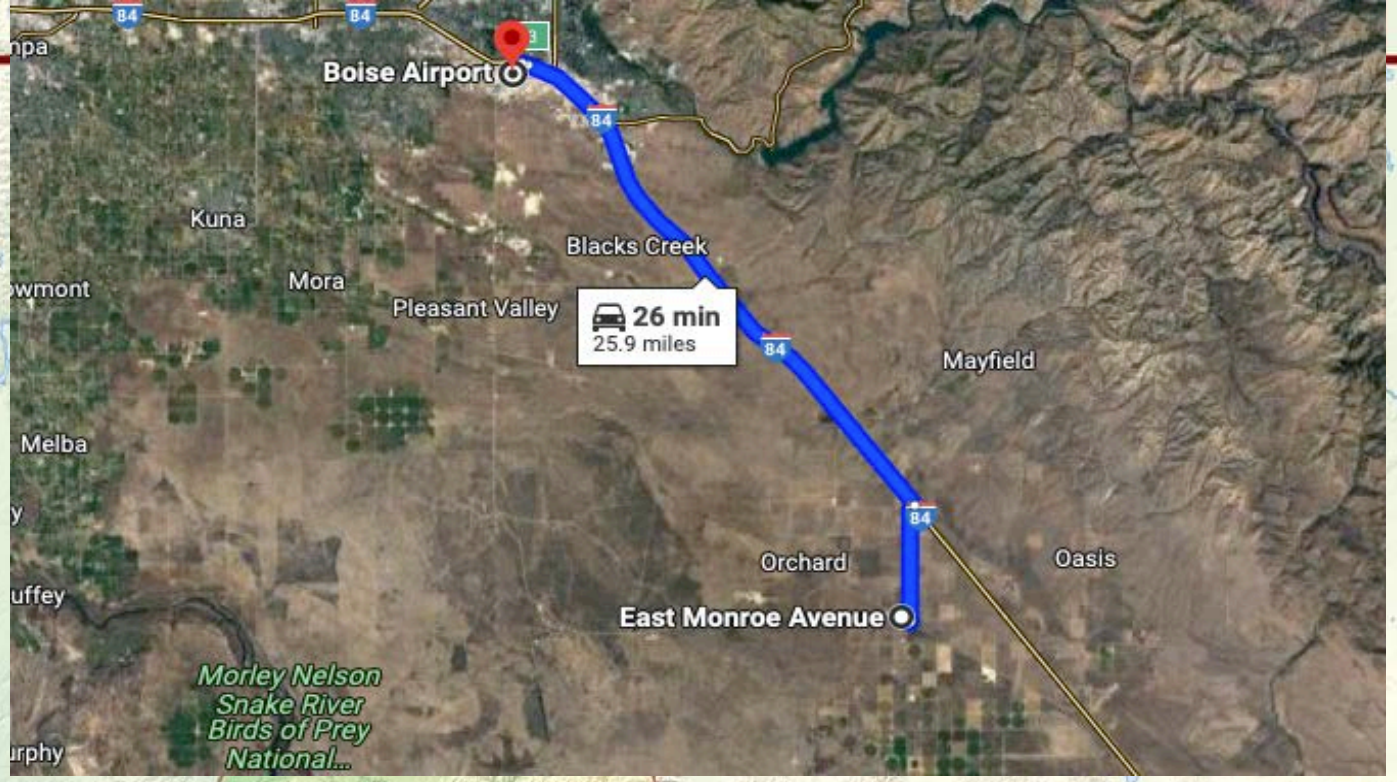 84
84
3
Boise Airport
84
Kuna
Blacks Creek
Mora
Pleasant Valley
26 min
25.9 miles
84
Mayfield
Melba
84
Orchard
Oasis
East Monroe Avenue
Morley Nelson
Snake River
Birds of Prey
National...